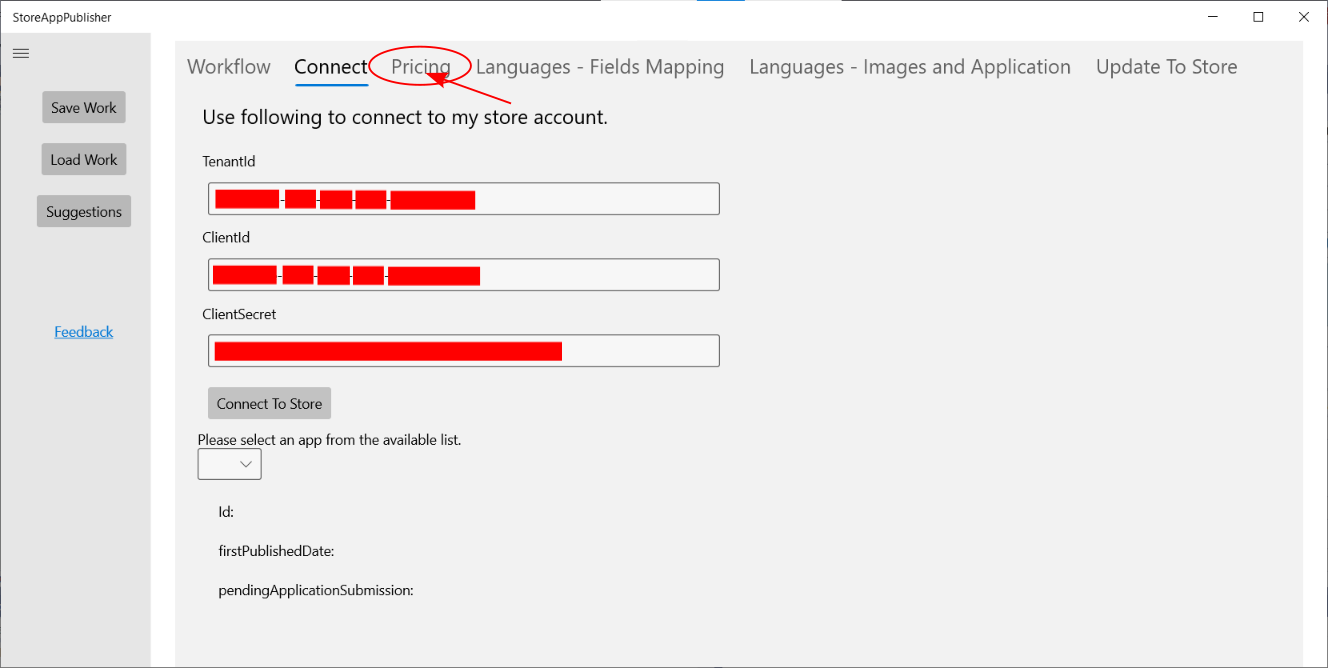 StoreAppPublisher
Workflow Connect Pricing Languages - Fields Mapping Languages - Images and Application Update To Store
Save Work
Load Work
Suggestions
Feedback
Use following to connect to my store account.
TenantId
ClientId
ClientSecret
Connect To Store
Please select an app from the available list.
Id:
firstPublishedDate:
pendingApplicationSubmission: